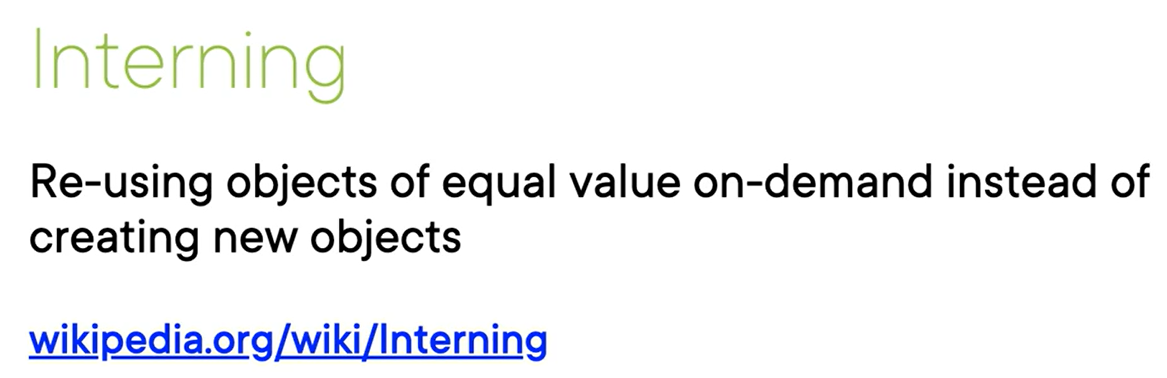 Interning
Re-using objects of equal value on-demand instead of
creating new objects
wikipedia.org/wiki/Interning